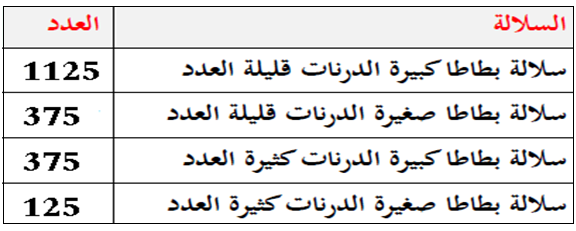 السلالة العدد
سلالة بطاطا كبيرة الدرنات قليلة العدد 1125
سلالة بطاطا صغيرة الدرنات قليلة العدد 375
سلالة بطاطا كبيرة الدرنات كثيرة العدد 375
سلالة بطاطا صغيرة الدرنات كثيرة العدد 125